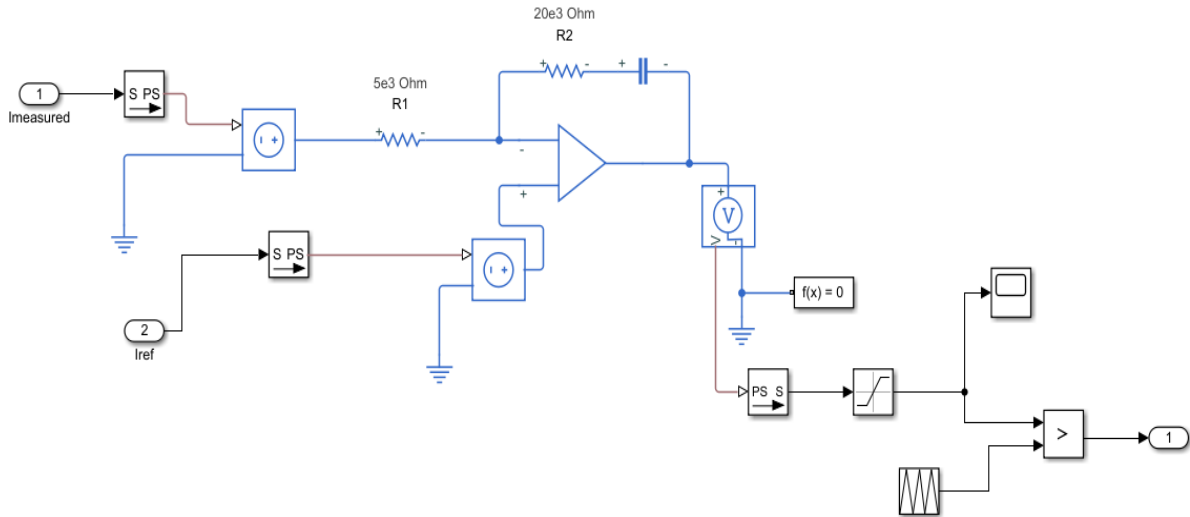 20e3 Ohm
R2
+ - + -
1
Imeasured
S PS
5e3 Ohm
R1
+ -
- +
-
+
2
Iref
S PS
- +
+
V
V
-
f(x) = 0
PS S
>
1